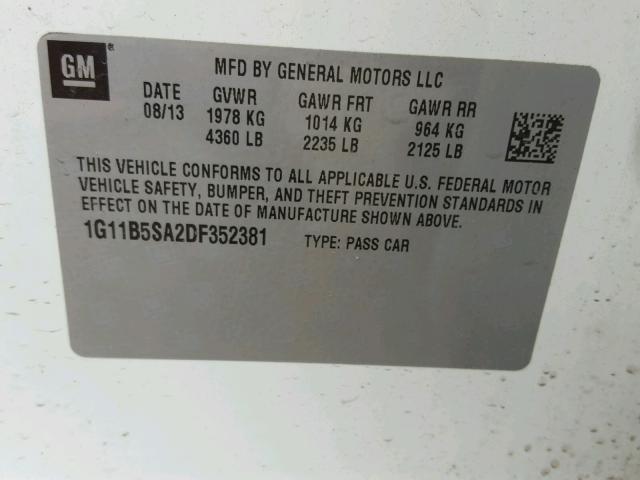 GM
MFD BY GENERAL MOTORS LLC
DATE GVWR GAWR FRT GAWR RR
08/13 1978 KG 1014 KG 964 KG
4360 LB 2235 LB 2125 LB
THIS VEHICLE CONFORMS TO ALL APPLICABLE U.S. FEDERAL MOTOR
VEHICLE SAFETY, BUMPER, AND THEFT PREVENTION STANDARDS IN
EFFECT ON THE DATE OF MANUFACTURE SHOWN ABOVE.
1G11B5SA2DF352381 TYPE: PASS CAR